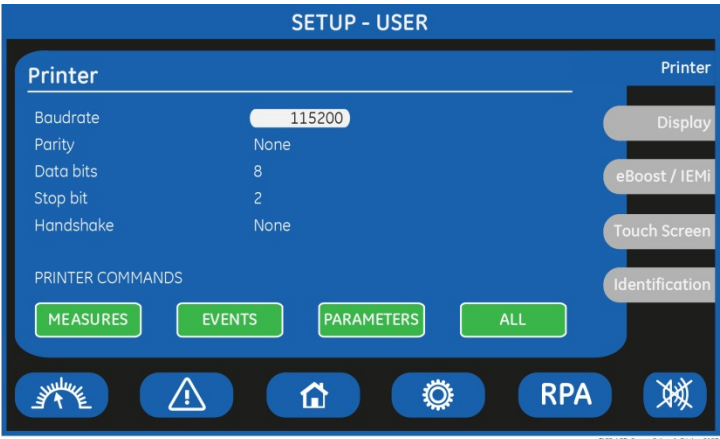 SETUP - USER
Printer
Baudrate 115200
Parity None
Data bits 8
Stop bit 2
Handshake None
PRINTER COMMANDS
MEASURES EVENTS PARAMETERS ALL
Printer
Display
eBoost / IEMi
Touch Screen
Identification
RPA